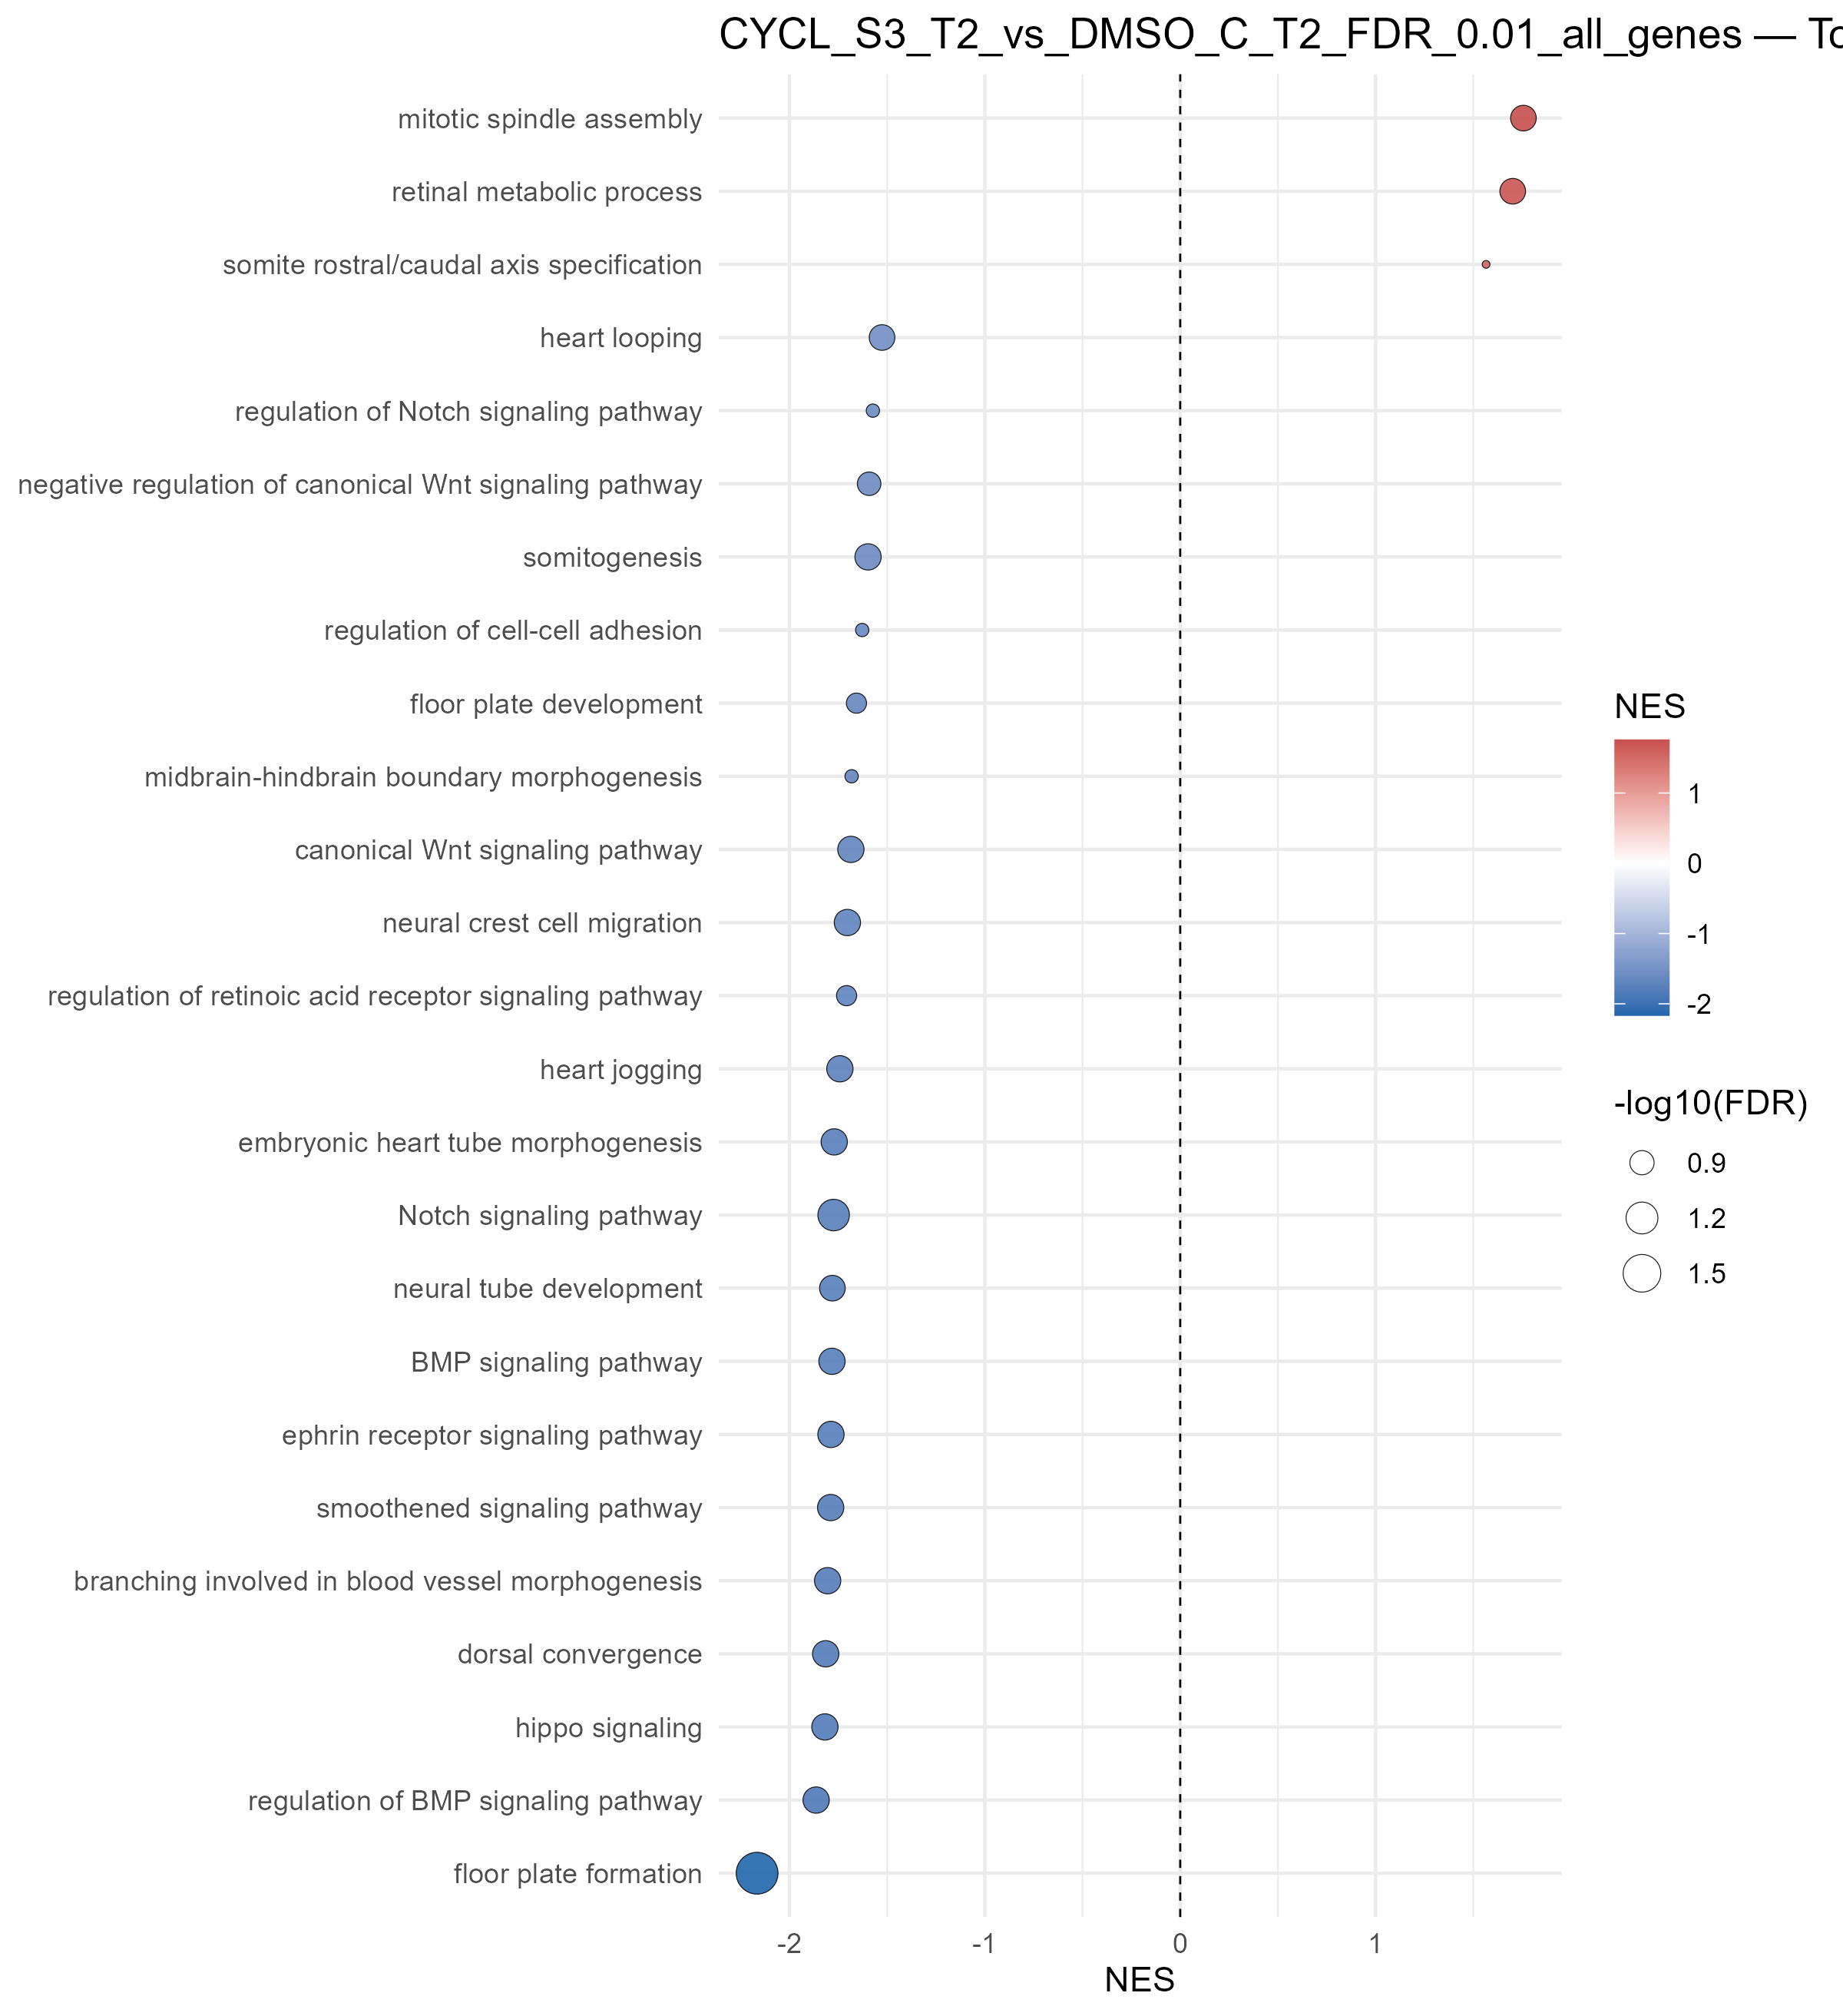 CYCL_S3_T2_vs_DMSO_C_T2_FDR_0.01_all_genes — To
mitotic spindle assembly
retinal metabolic process
somite rostral/caudal axis specification
heart looping
regulation of Notch signaling pathway
negative regulation of canonical Wnt signaling pathway
somitogenesis
regulation of cell-cell adhesion
floor plate development
midbrain-hindbrain boundary morphogenesis
canonical Wnt signaling pathway
neural crest cell migration
regulation of retinoic acid receptor signaling pathway
heart jogging
embryonic heart tube morphogenesis
Notch signaling pathway
neural tube development
BMP signaling pathway
ephrin receptor signaling pathway
smoothened signaling pathway
branching involved in blood vessel morphogenesis
dorsal convergence
hippo signaling
regulation of BMP signaling pathway
floor plate formation
-2 -1 0 1
NES
NES
1
0
-1
-2
-log10(FDR)
0.9
1.2
1.5